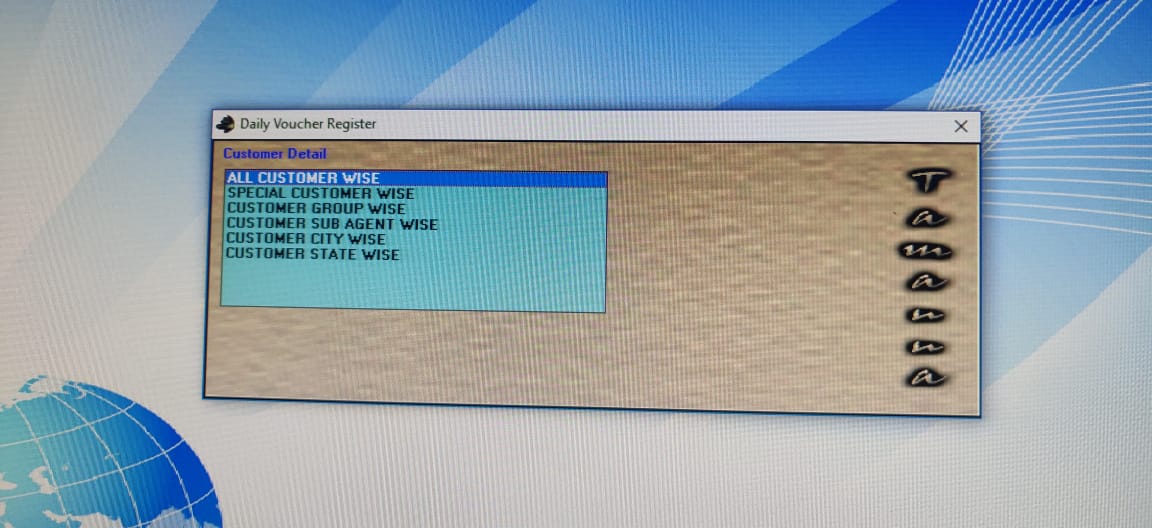 Daily Voucher Register
Customer Detail
ALL CUSTOMER WISE
SPECIAL CUSTOMER WISE
CUSTOMER GROUP WISE
CUSTOMER SUB AGENT WISE
CUSTOMER CITY WISE
CUSTOMER STATE WISE
T
a
m
a
n
n
a